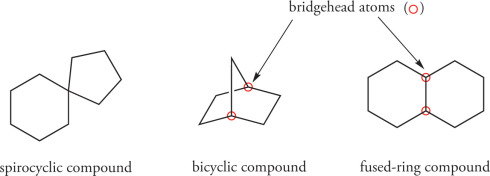 bridgehead atoms (○)
spirocyclic compound
bicyclic compound
fused-ring compound